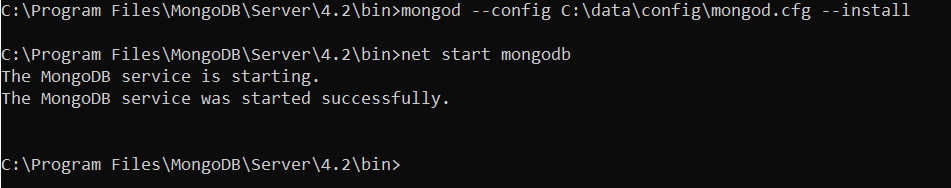 C:\Program Files\MongoDB\Server\4.2\bin>mongod --config C:\data\config\mongod.cfg --install
C:\Program Files\MongoDB\Server\4.2\bin>net start mongodb
The MongoDB service is starting.
The MongoDB service was started successfully.
C:\Program Files\MongoDB\Server\4.2\bin>